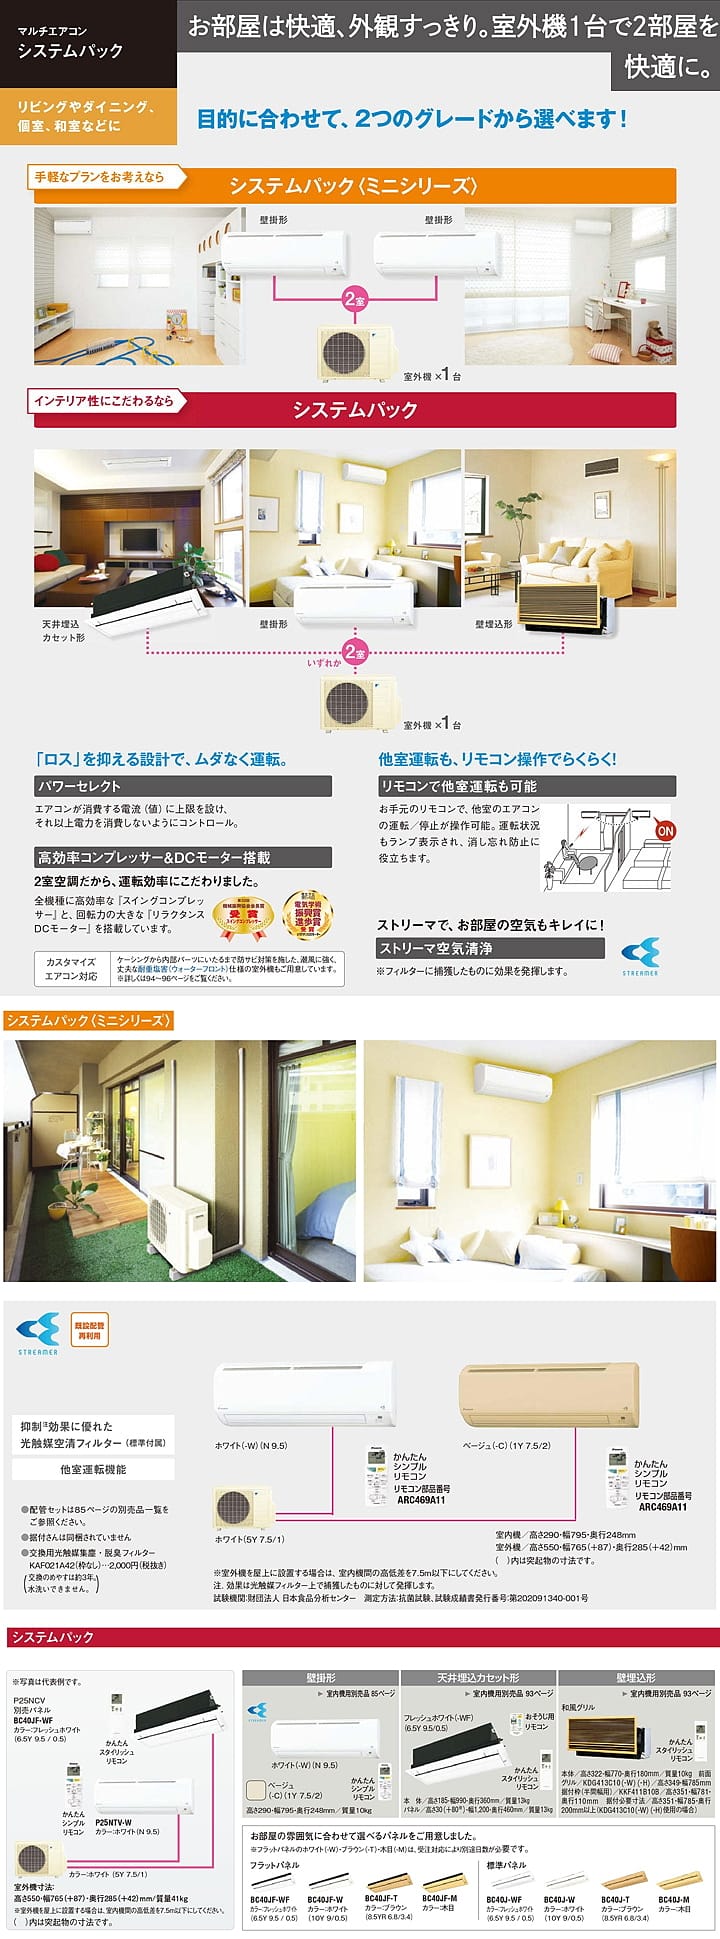 マルチエアコン
システムパック
お部屋は快適、外観すっきり。室外機1台で2部屋を
快適に。
リビングやダイニング、
個室、和室などに
目的に合わせて、2つのグレードから選べます！
手軽なプランをお考えなら
システムパック〈ミニシリーズ〉
壁掛形
壁掛形
2室
室外機×1台
インテリア性にこだわるなら
システムパック
天井埋込
カセット形
壁掛形
壁埋込形
いずれか
2室
室外機×1台
「ロス」を抑える設計で、ムダなく運転。
パワーセレクト
エアコンが消費する電流（値）に上限を設け、
それ以上電力を消費しないようにコントロール。
高効率コンプレッサー&DCモーター搭載
2室空調だから、運転効率にこだわりました。
全機種に高効率な『スイングコンプレッ
サー』と、回転力の大きな『リラクタンス
DCモーター』を搭載しています。
受賞
スイングコンプレッサー
電気学術
振興賞
進歩賞
受賞
カスタマイズ
エアコン対応
ケーシングから内部パーツにいたるまで防サビ対策を施した、潮風に強く、
丈夫な耐重塩害（ウォーターフロント）仕様の室外機もご用意しています。
※詳しくは94～96ページをご覧ください。
他室運転も、リモコン操作でらくらく!
リモコンで他室運転も可能
お手元のリモコンで、他室のエアコン
の運転／停止が操作可能。運転状況
もランプ表示され、消し忘れ防止に
役立ちます。
ON
ストリーマで、お部屋の空気もキレイに！
ストリーマ空気清浄
※フィルターに捕獲したものに効果を発揮します。
STREAMER
システムパック〈ミニシリーズ〉
STREAMER
既設配管
再利用
抑制注効果に優れた
光触媒空清フィルター（標準付属）
他室運転機能
●配管セットは85ページの別売品一覧を
ご参照ください。
●据付さんは同梱されていません
●交換用光触媒集塵・脱臭フィルター
KAF021A42（枠なし）…2,000円（税抜き）
（交換のめやすは約3年。
水洗いできません。）
ホワイト(-W)(N 9.5)
かんたん
シンプル
リモコン
リモコン部品番号
ARC469A11
ホワイト(5Y 7.5/1)
ベージュ(-C)(1Y 7.5/2)
かんたん
シンプル
リモコン
リモコン部品番号
ARC469A11
室内機／高さ290・幅795・奥行248mm
室外機／高さ550・幅765(+87)・奥行285(+42)mm
（ ）内は突起物の寸法です。
※室外機を屋上に設置する場合は、室内機間の高低差を7.5m以下にしてください。
注. 効果は光触媒フィルター上で捕獲したものに対して発揮します。
試験機関:財団法人 日本食品分析センター　測定方法:抗菌試験、試験成績書発行番号:第202091340-001号
システムパック
※写真は代表例です。
P25NCV
別売パネル
BC40JF-WF
カラー:フレッシュホワイト
(6.5Y 9.5 / 0.5)
かんたん
スタイリッシュ
リモコン
かんたん
シンプル
リモコン
P25NTV-W
カラー:ホワイト(N 9.5)
カラー:ホワイト (5Y 7.5/1)
室外機寸法:
高さ550・幅765(+87)・奥行285(+42)mm/質量41kg
※室外機を屋上に設置する場合は、室内機間の高低差を7.5m以下にしてください。
（ ）内は突起物の寸法です。
壁掛形
▶ 室内機用別売品 85ページ
STREAMER
ホワイト(-W)(N 9.5)
ベージュ
(-C)(1Y 7.5/2)
かんたん
シンプル
リモコン
高さ290・幅795・奥行248mm／質量10kg
天井埋込カセット形
▶ 室内機用別売品 93ページ
フレッシュホワイト(-WF)
(6.5Y 9.5/0.5)
おそうじ用
リモコン
かんたん
スタイリッシュ
リモコン
本　体／高さ185・幅990・奥行360mm／質量13kg
パネル／高さ30(+80※)・幅1,200・奥行460mm／質量13kg
壁埋込形
▶ 室内機用別売品 93ページ
和風グリル
かんたん
スタイリッシュ
リモコン
本体／高さ322・幅770・奥行180mm／質量10kg 前面
グリル／KDG413C10(-W)(-H)／高さ349・幅785mm
据付枠（半間幅用）／KKF411B10B／高さ351・幅781・
奥行110mm 据付必要寸法／高さ351・幅785・奥行
200mm以上(KDG413C10(-W)(-H)使用の場合)
お部屋の雰囲気に合わせて選べるパネルをご用意しました。
※フラットパネルのホワイト(-W)・ブラウン(-T)・木目(-M)は、受注対応により別途日数が必要です。
フラットパネル
BC40JF-WF
カラー:フレッシュホワイト
(6.5Y 9.5 / 0.5)
BC40JF-W
カラー:ホワイト
(10Y 9/0.5)
BC40JF-T
カラー:ブラウン
(8.5YR 6.8/3.4)
BC40JF-M
カラー:木目
標準パネル
BC40J-WF
カラー:フレッシュホワイト
(6.5Y 9.5 / 0.5)
BC40J-W
カラー:ホワイト
(10Y 9/0.5)
BC40J-T
カラー:ブラウン
(8.5YR 6.8/3.4)
BC40J-M
カラー:木目